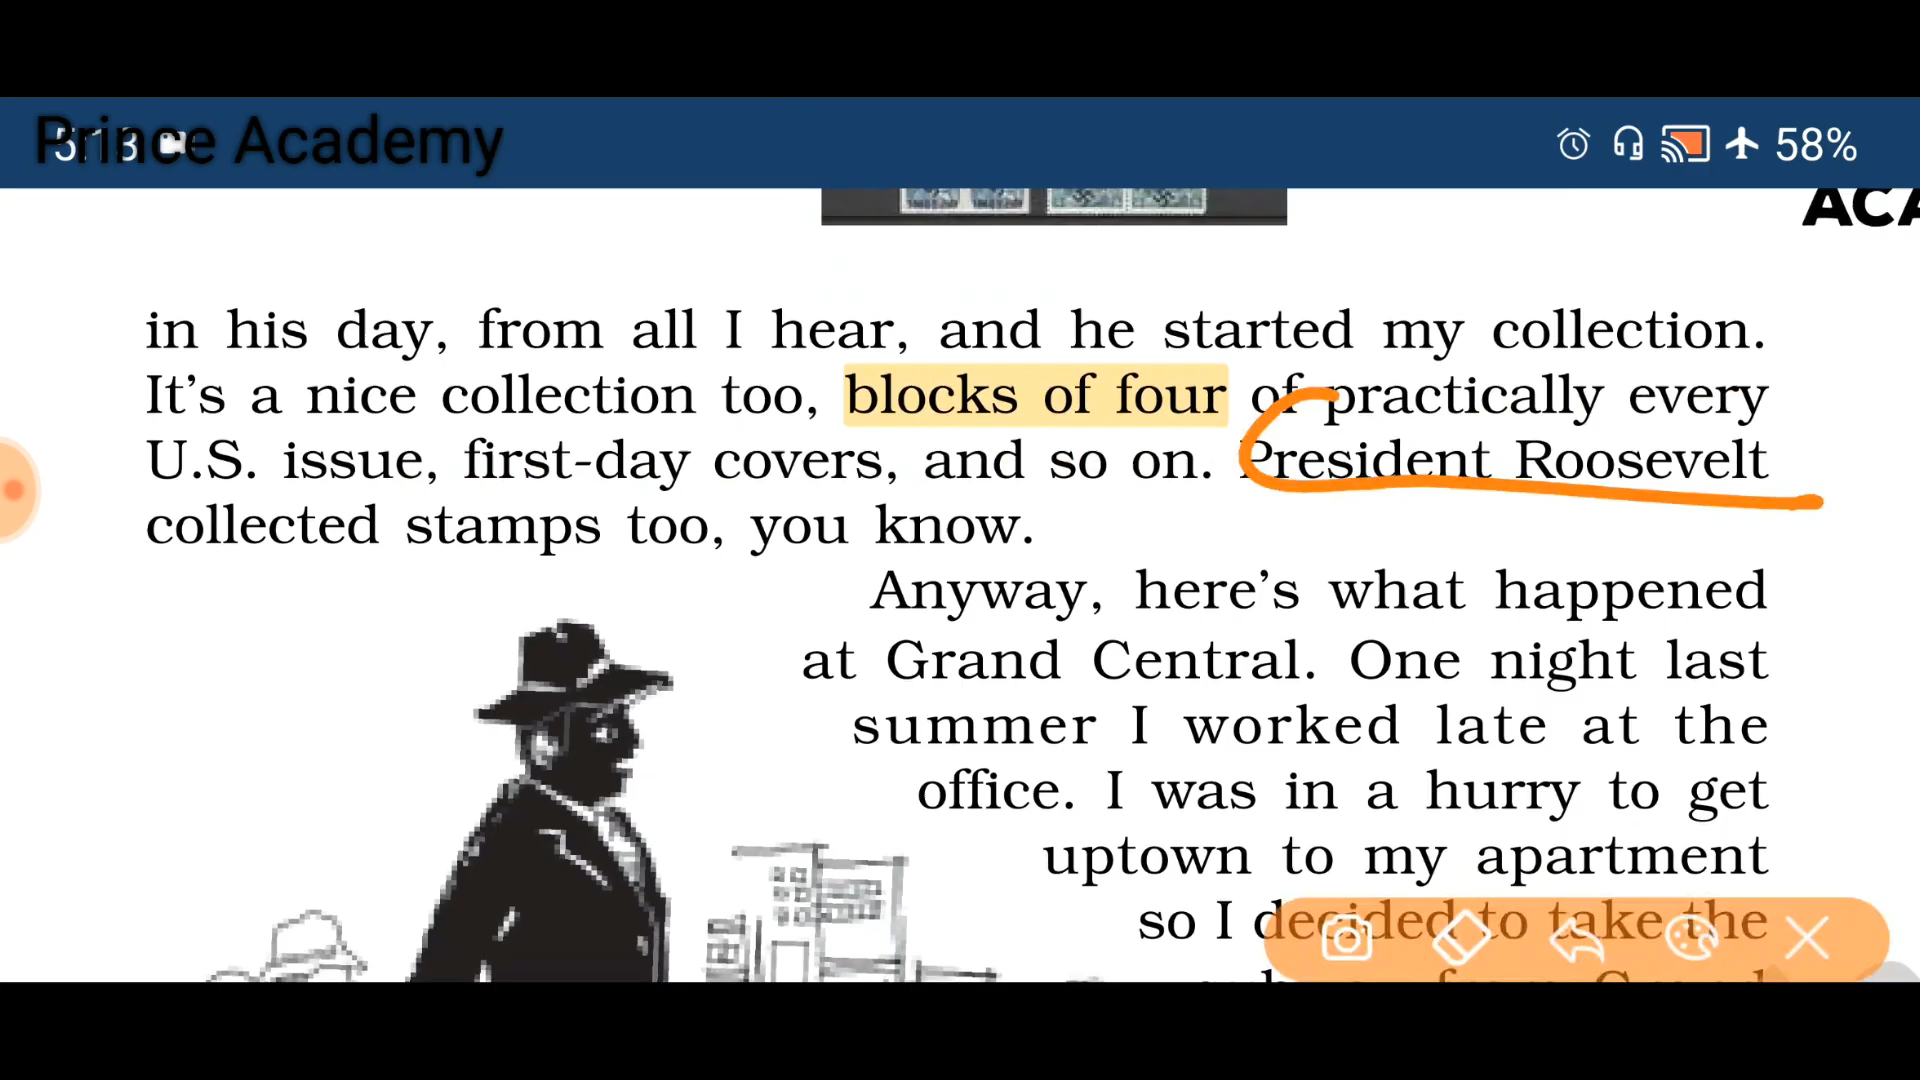 Prince Academy
5:13
58%
ACA
in his day, from all I hear, and he started my collection.
It's a nice collection too, blocks of four of practically every
U.S. issue, first-day covers, and so on. President Roosevelt
collected stamps too, you know.
Anyway, here's what happened
at Grand Central. One night last
summer I worked late at the
office. I was in a hurry to get
uptown to my apartment
so I decided to take the